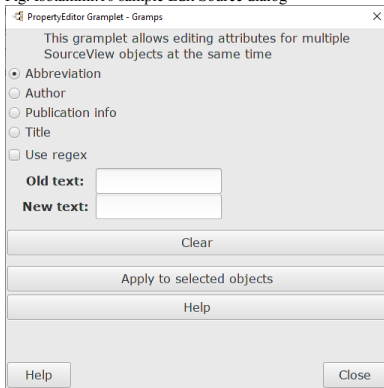 PropertyEditor Gramplet - Gramps
This gramplet allows editing attributes for multiple
SourceView objects at the same time
Abbreviation
Author
Publication info
Title
Use regex
Old text:
New text:
Clear
Apply to selected objects
Help
Help Close